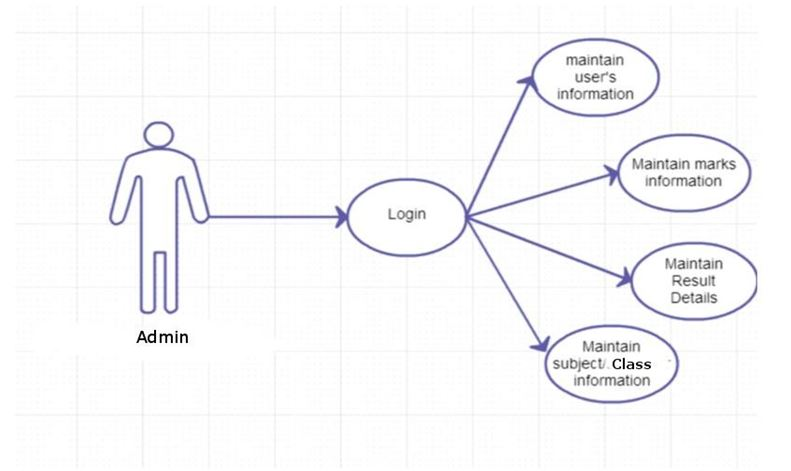 maintain
user's
information
Maintain marks
information
Login
Maintain
Result
Details
Admin
Maintain
subject/ Class
information